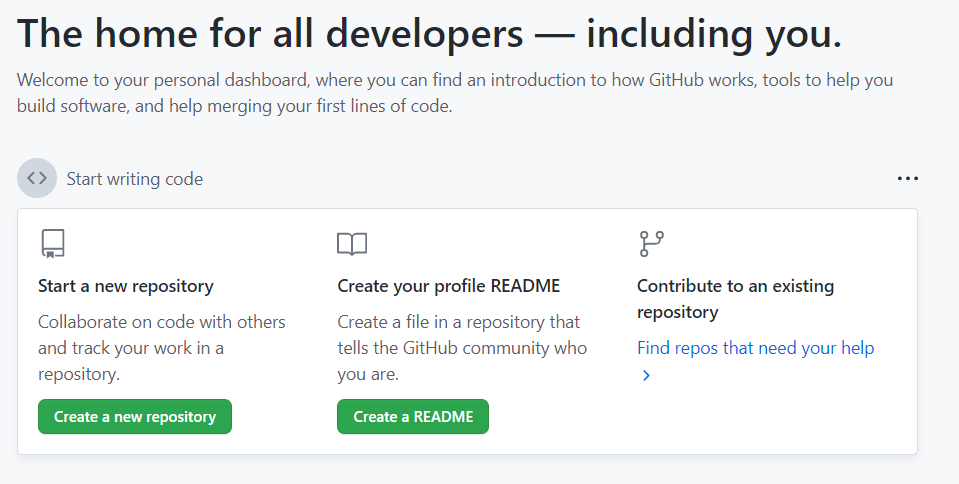 The home for all developers — including you.
Welcome to your personal dashboard, where you can find an introduction to how GitHub works, tools to help you
build software, and help merging your first lines of code.
Start writing code
Start a new repository
Collaborate on code with others
and track your work in a
repository.
Create a new repository
Create your profile README
Create a file in a repository that
tells the GitHub community who
you are.
Create a README
Contribute to an existing
repository
Find repos that need your help